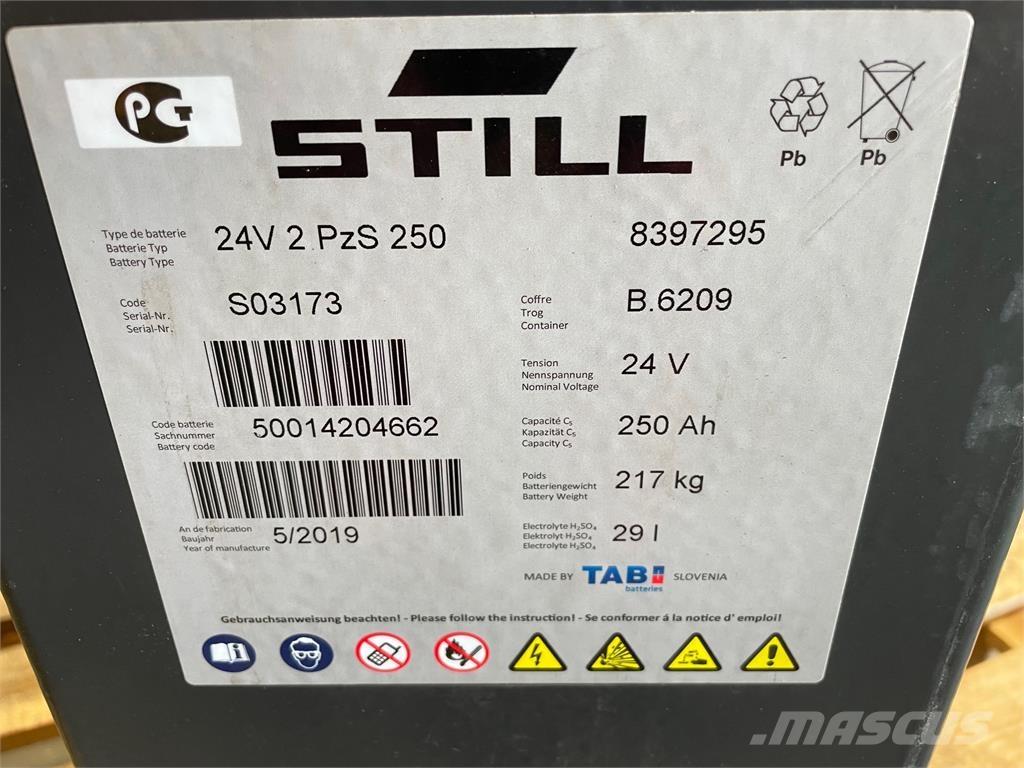 PCT
STILL
Pb Pb
Type de batterie
Batterie Typ
Battery Type
24V 2 PzS 250
8397295
Code
Serial-Nr.
Serial-Nr.
S03173
Coffre
Trog
Container
B.6209
Tension
Nennspannung
Nominal Voltage
24 V
Code batterie
Sachnummer
Battery code
50014204662
Capacité C₅
Kapazität C₅
Capacity C₅
250 Ah
Poids
Batteriengewicht
Battery Weight
217 kg
An de fabrication
Baujahr
Year of manufacture
5/2019
Electrolyte H₂SO₄
Elektrolyt H₂SO₄
Electrolyte H₂SO₄
29 l
MADE BY TAB batteries SLOVENIA
Gebrauchsanweisung beachten! - Please follow the instruction! - Se conformer á la notice d' emploi!
MASCUS